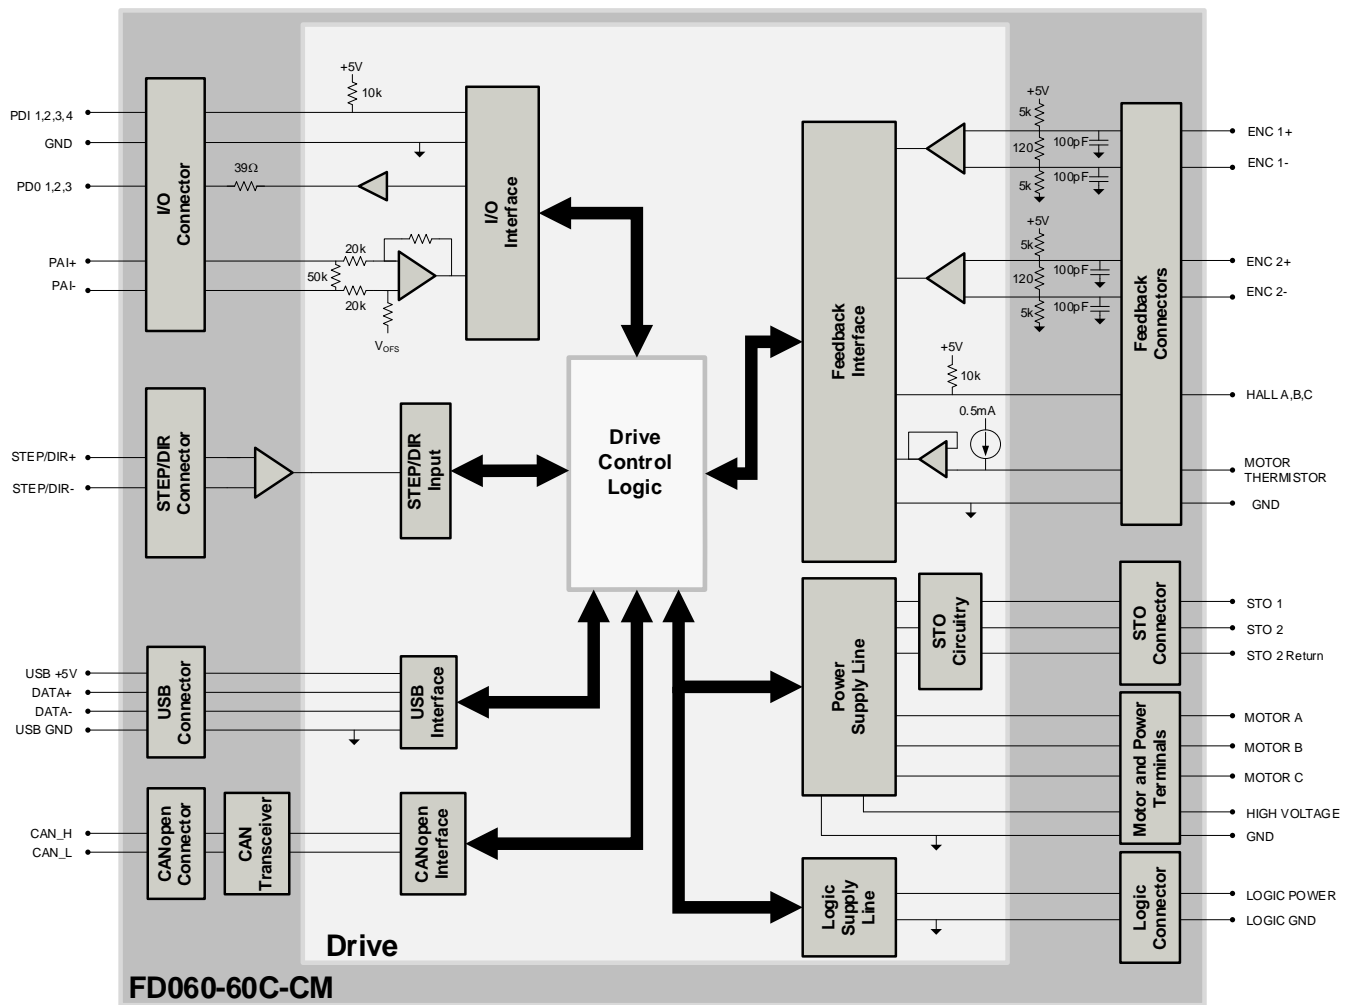 PDI 1,2,3,4
GND
PD0 1,2,3
PAI+
PAI-
I/O
Connector
+5V
10k
39Ω
20k
50k
20k
VOFS
I/O
Interface
STEP/DIR+
STEP/DIR-
STEP/DIR
Connector
STEP/DIR
Input
USB +5V
DATA+
DATA-
USB GND
USB
Connector
USB
Interface
CAN_H
CAN_L
CANopen
Connector
CAN
Transceiver
CANopen
Interface
Drive
Control
Logic
Feedback
Interface
+5V
5k
120
5k
100pF
100pF
+5V
5k
120
5k
100pF
100pF
+5V
10k
0.5mA
Feedback
Connectors
ENC 1+
ENC 1-
ENC 2+
ENC 2-
HALL A,B,C
MOTOR
THERMISTOR
GND
Power
Supply Line
STO
Circuitry
STO
Connector
STO 1
STO 2
STO 2 Return
Motor and Power
Terminals
MOTOR A
MOTOR B
MOTOR C
HIGH VOLTAGE
GND
Logic
Supply
Line
Logic
Connector
LOGIC POWER
LOGIC GND
Drive
FD060-60C-CM